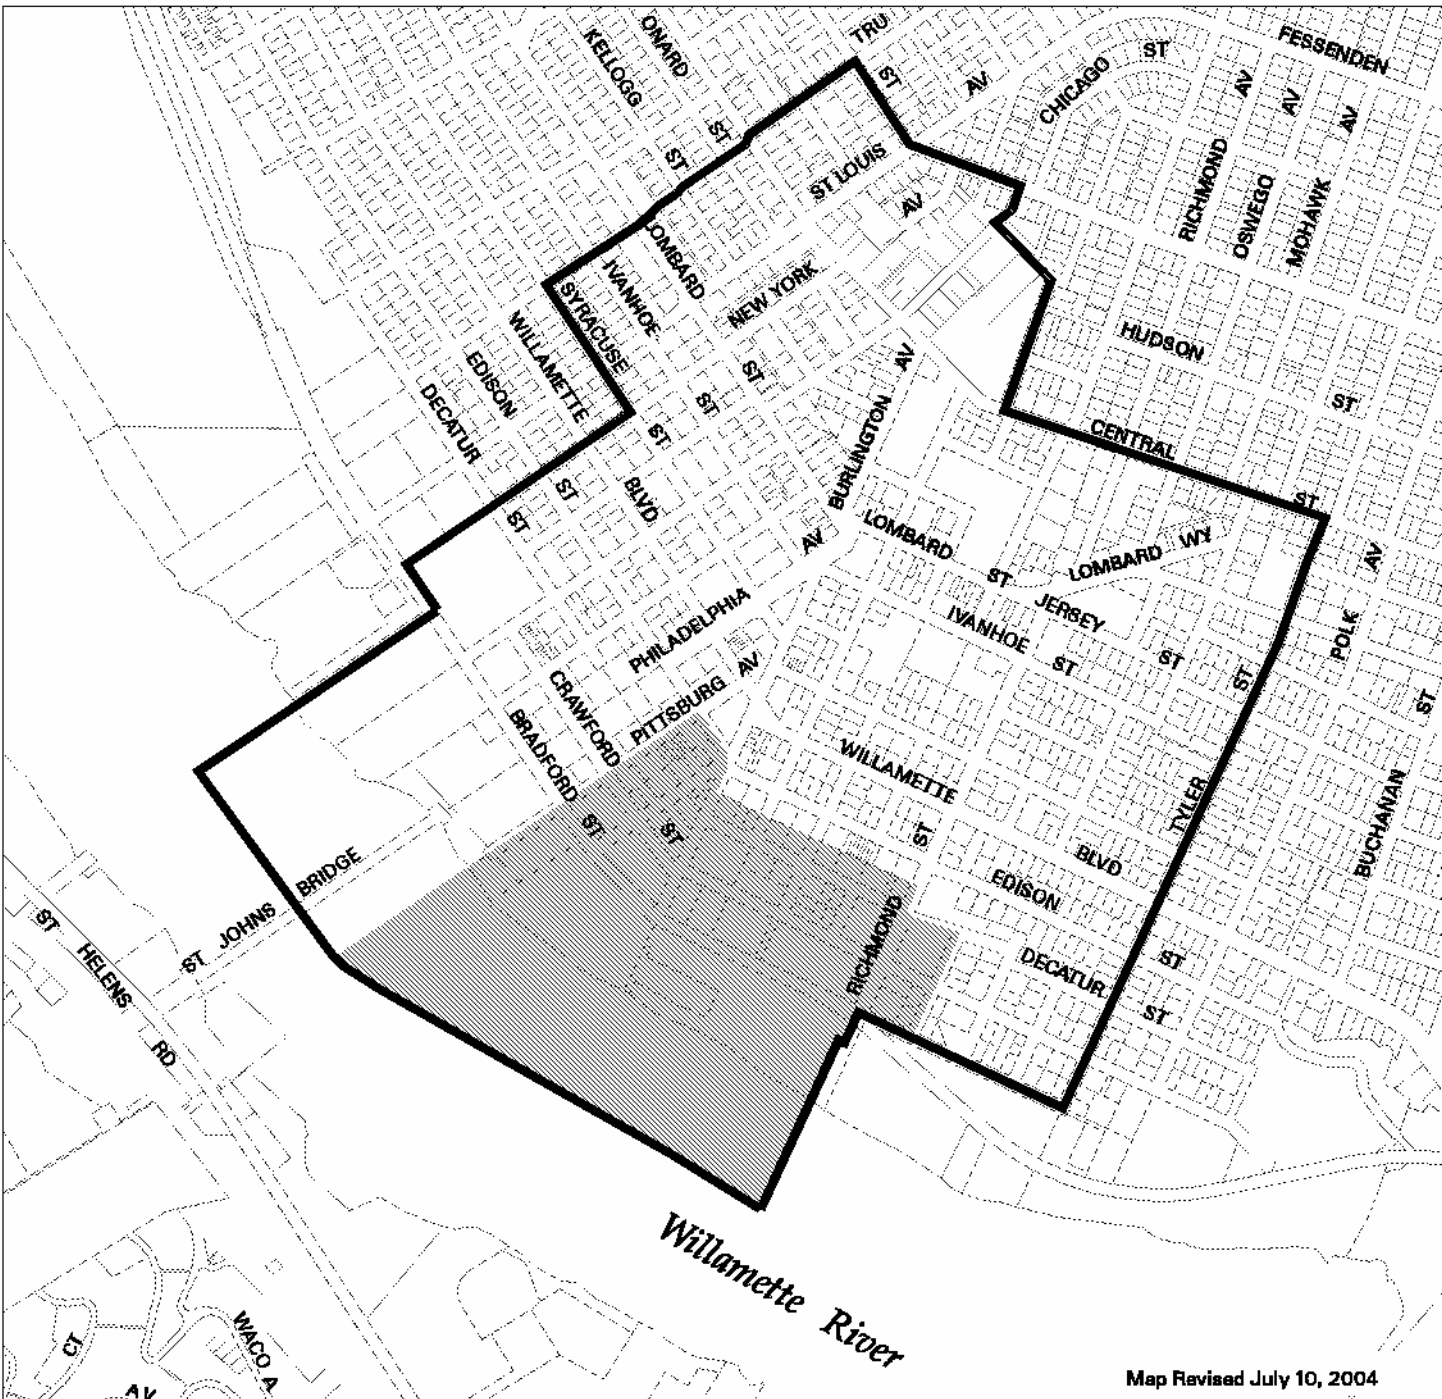 KELLOGG
ONARD
TRU
ST
AV
CHICAGO
ST
FESSENDEN
AV
AV
AV
ST
ST
ST LOUIS
AV
RICHMOND
OSWEGO
MOHAWK
LOMBARD
IVANHOE
SYRACUSE
NEW YORK
WILLAMETTE
EDISON
DECATUR
HUDSON
ST
ST
ST
ST
AV
BURLINGTON
CENTRAL
ST
ST
ST
BLVD
AV
LOMBARD
ST
LOMBARD WY
JERSEY
ST
IVANHOE
ST
ST
AV
POLK
ST
PHILADELPHIA
AV
PITTSBURG
CRAWFORD
BRADFORD
ST
ST
WILLAMETTE
ST
BLVD
TYLER
BUCHANAN
EDISON
ST
DECATUR
ST
RICHMOND
ST JOHNS BRIDGE
ST HELENS RD
Willamette River
CT
WACO A
AV
Map Revised July 10, 2004